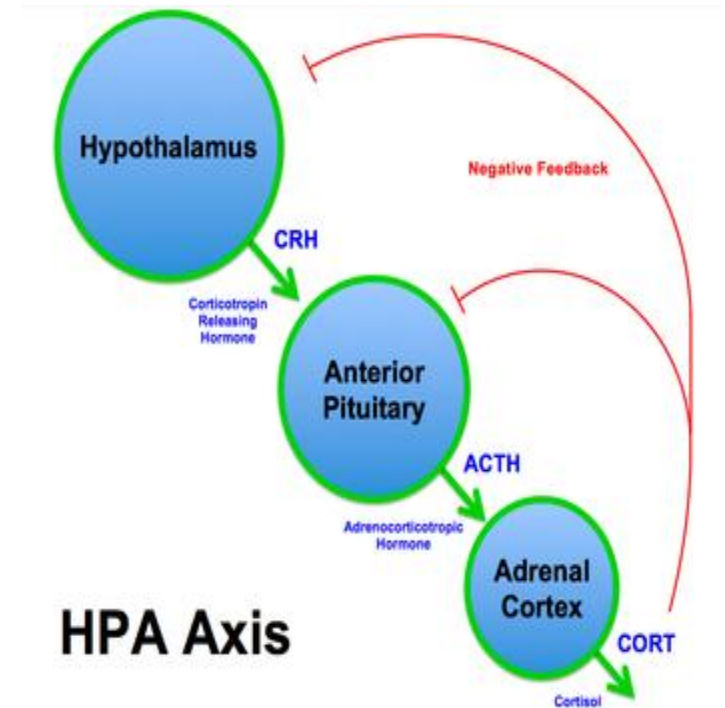 Hypothalamus
Negative Feedback
CRH
Corticotropin
Releasing
Hormone
Anterior
Pituitary
ACTH
Adrenocorticotropic
Hormone
Adrenal
Cortex
HPA Axis
CORT
Cortisol